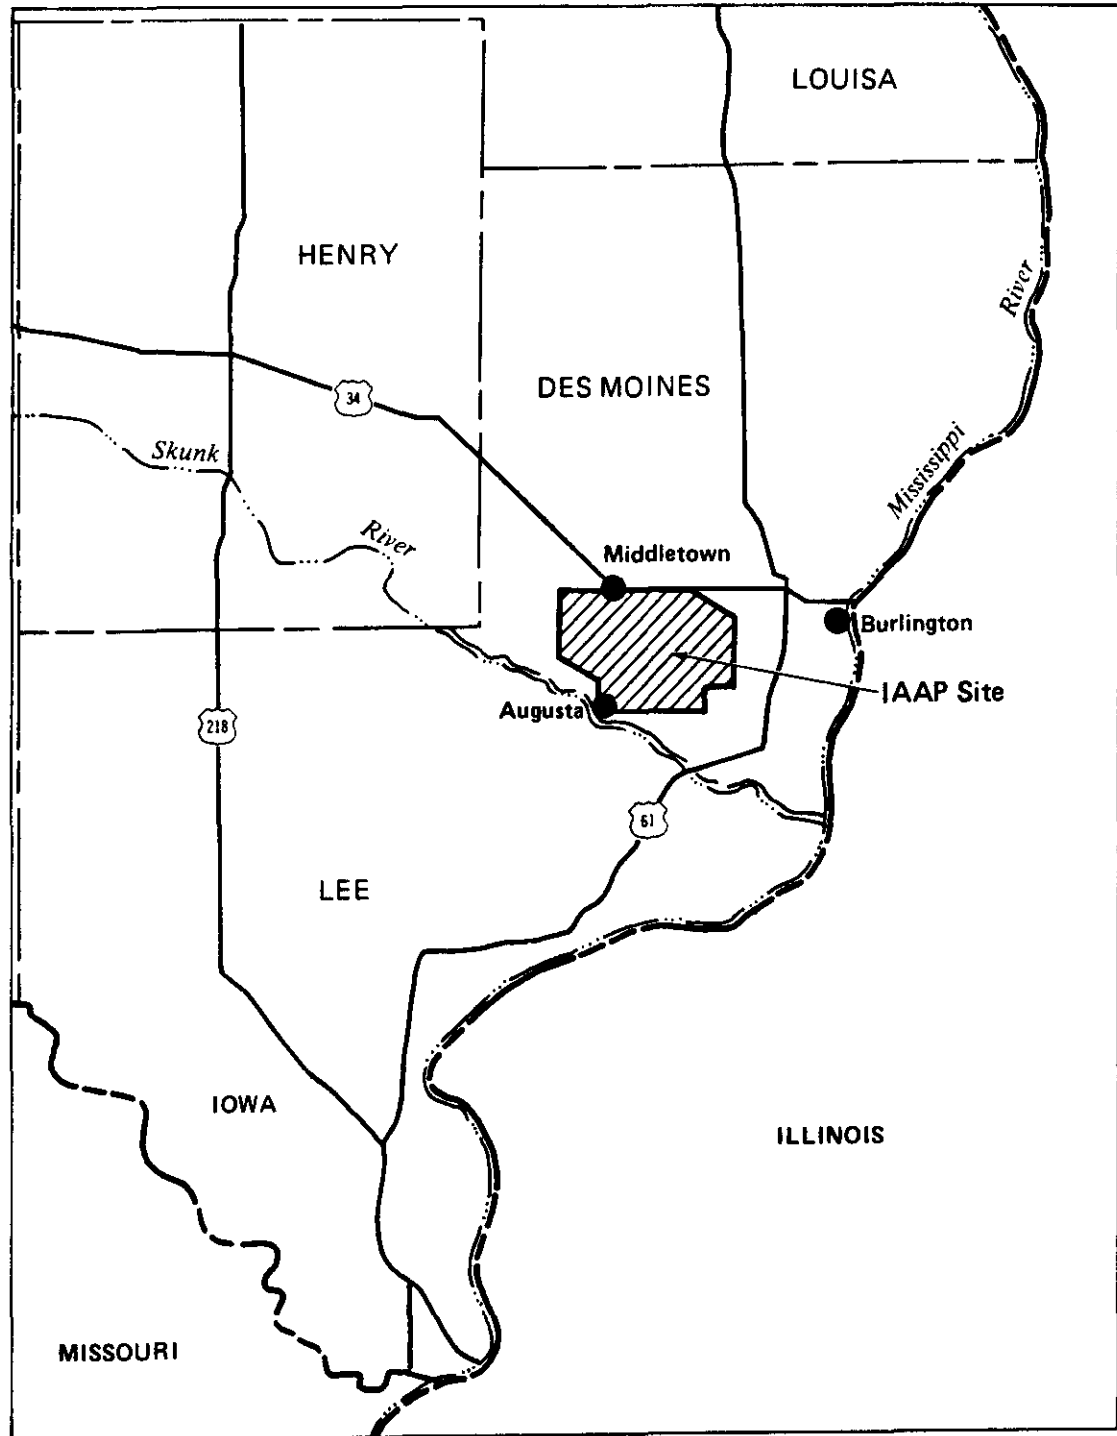 LOUISA
HENRY
River
34
DES MOINES
Skunk
Mississippi
River
Middletown
Burlington
IAAP Site
Augusta
218
61
LEE
IOWA
ILLINOIS
MISSOURI